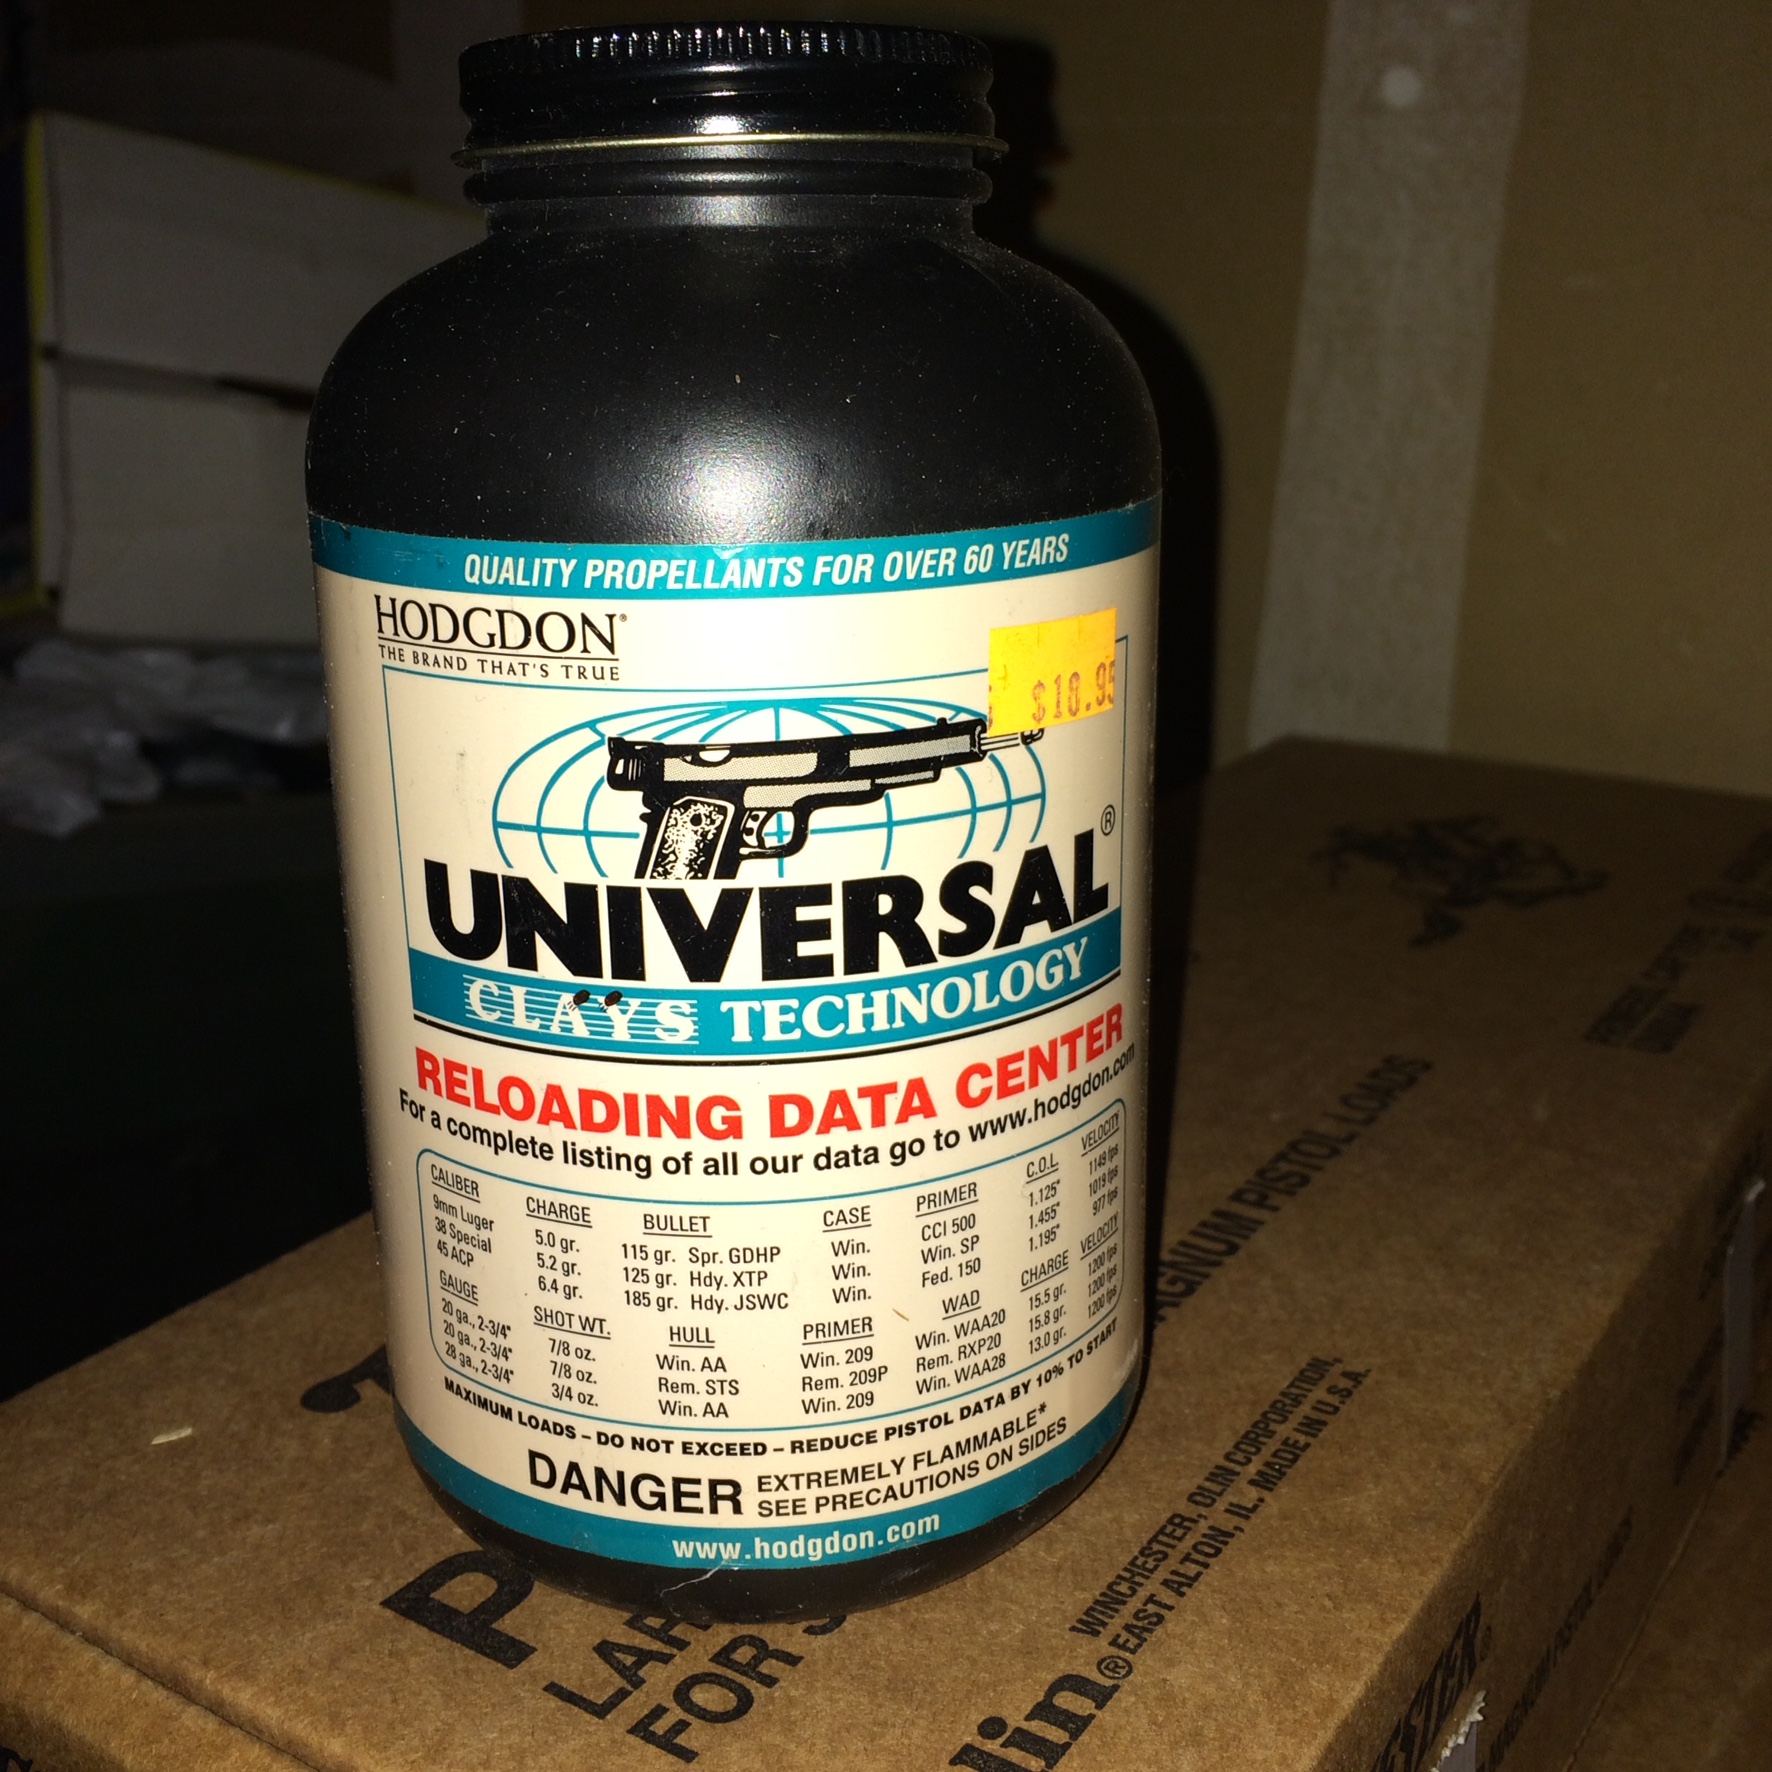 QUALITY PROPELLANTS FOR OVER 60 YEARS
HODGDON®
THE BRAND THAT'S TRUE
$18.95
UNIVERSAL®
CLAYS TECHNOLOGY
RELOADING DATA CENTER
For a complete listing of all our data go to www.hodgdon.com
CALIBER CHARGE BULLET CASE PRIMER C.O.L VELOCITY
9mm Luger 5.0 gr. 115 gr. Spr. GDHP Win. CCI 500 1.125" 1149 fps
38 Special 5.2 gr. 125 gr. Hdy. XTP Win. Win. SP 1.455" 1019 fps
45 ACP 6.4 gr. 185 gr. Hdy. JSWC Win. Fed. 150 1.195" 977 fps
GAUGE SHOT WT. HULL PRIMER WAD CHARGE VELOCITY
20 ga., 2-3/4" 7/8 oz. Win. AA Win. 209 Win. WAA20 15.5 gr. 1200 fps
20 ga., 2-3/4" 7/8 oz. Rem. STS Rem. 209P Rem. RXP20 15.8 gr. 1200 fps
28 ga., 2-3/4" 3/4 oz. Win. AA Win. 209 Win. WAA28 13.0 gr. 1200 fps
MAXIMUM LOADS – DO NOT EXCEED – REDUCE PISTOL DATA BY 10% TO START
DANGER EXTREMELY FLAMMABLE*
SEE PRECAUTIONS ON SIDES
www.hodgdon.com
FOR
MAGNUM PISTOL LOADS
WINCHESTER, OLIN CORPORATION,
EAST ALTON, IL. MADE IN U.S.A.